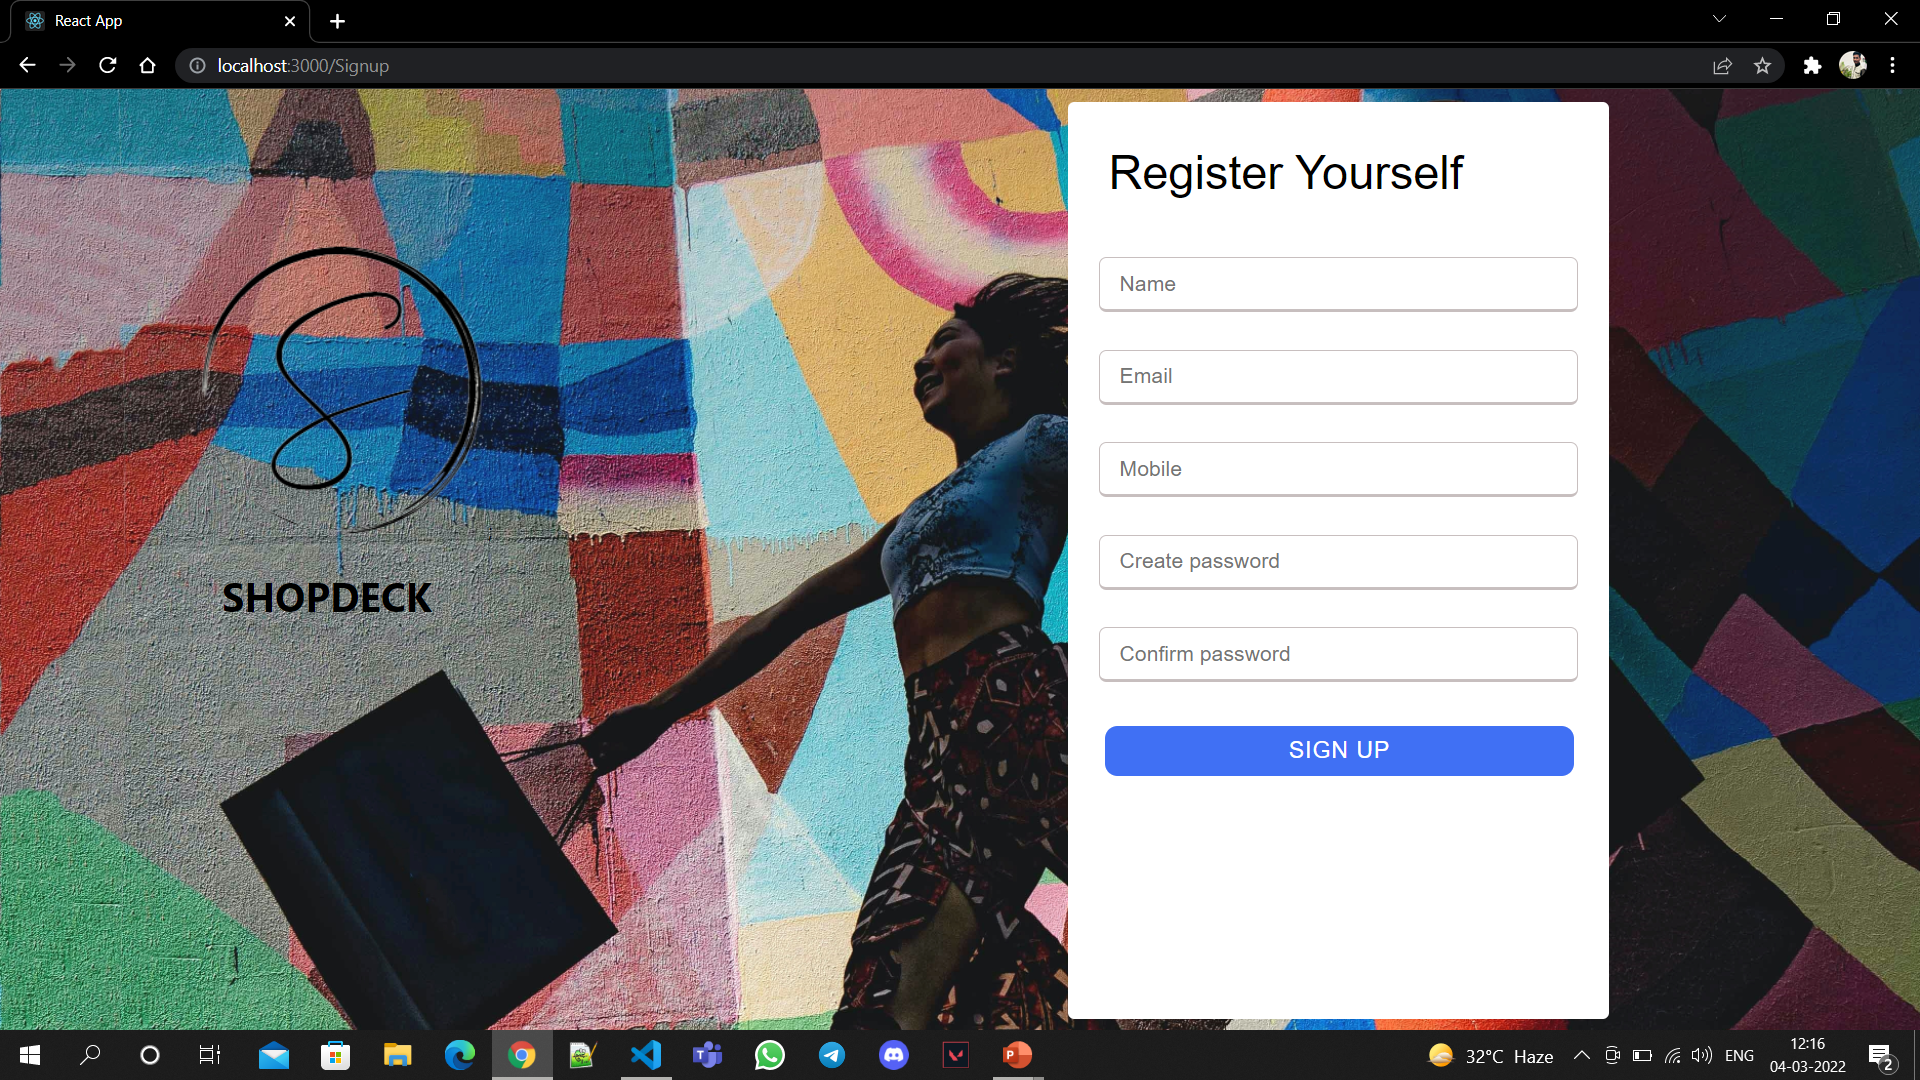 React App
localhost:3000/Signup
Register Yourself
Name
Email
Mobile
Create password
Confirm password
SIGN UP
SHOPDECK
32°C Haze
ENG
12:16
04-03-2022
2